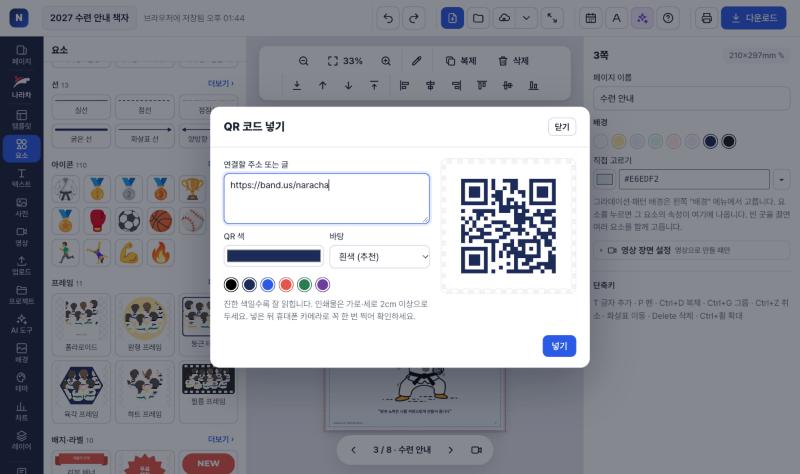 N
2027 수련 안내 책자
브라우저에 저장됨 오후 01:44
다운로드
페이지
나라차
템플릿
요소
텍스트
사진
영상
업로드
프로젝트
AI 도구
배경
테마
차트
레이어
요소
선 13
더보기 ›
실선
점선
굵은 선
화살표 선
아이콘 110
더보기 ›
프레임 11
더보기 ›
폴라로이드
원형 프레임
육각 프레임
하트 프레임
필름 프레임
배지·라벨 10
더보기 ›
리본 배너
NEW
33%
복제
삭제
QR 코드 넣기
닫기
연결할 주소 또는 글
https://band.us/naracha
QR 색
바탕
흰색 (추천)
진한 색일수록 잘 읽힙니다. 인쇄물은 가로·세로 2cm 이상으로
두세요. 넣은 뒤 휴대폰 카메라로 꼭 한 번 찍어 확인하세요.
넣기
3 / 8 · 수련 안내
3쪽
210×297mm
페이지 이름
수련 안내
배경
직접 고르기
#E6EDF2
그라데이션·패턴 배경은 왼쪽 "배경" 메뉴에서 고릅니다. 요
소를 누르면 그 요소의 속성이 여기에 나옵니다. 빈 곳을 끌면
여러 요소를 함께 고릅니다.
영상 장면 설정 영상으로 만들 때만
단축키
T 글자 추가 · P 펜 · Ctrl+D 복제 · Ctrl+G 그룹 · Ctrl+Z 취
소 · 화살표 이동 · Delete 삭제 · Ctrl+휠 확대